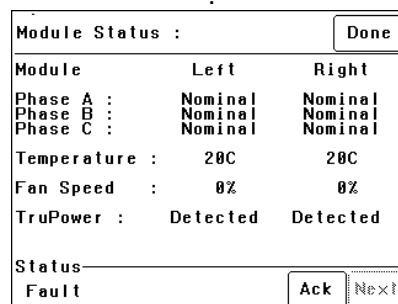 Module Status : Done
Module Left Right
Phase A : Nominal Nominal
Phase B : Nominal Nominal
Phase C : Nominal Nominal
Temperature : 20C 20C
Fan Speed : 0% 0%
TruPower : Detected Detected
Status
Fault Ack Next